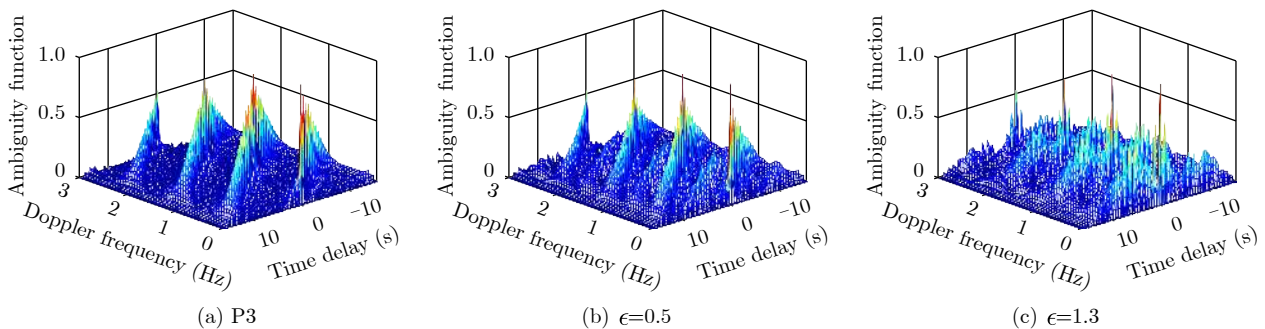 Ambiguity function
1.0
0.5
0
3
2
1
0
Doppler frequency (Hz)
10
0
−10
Time delay (s)
(a) P3
Ambiguity function
1.0
0.5
0
3
2
1
0
Doppler frequency (Hz)
10
0
−10
Time delay (s)
(b) ϵ=0.5
Ambiguity function
1.0
0.5
0
3
2
1
0
Doppler frequency (Hz)
10
0
−10
Time delay (s)
(c) ϵ=1.3